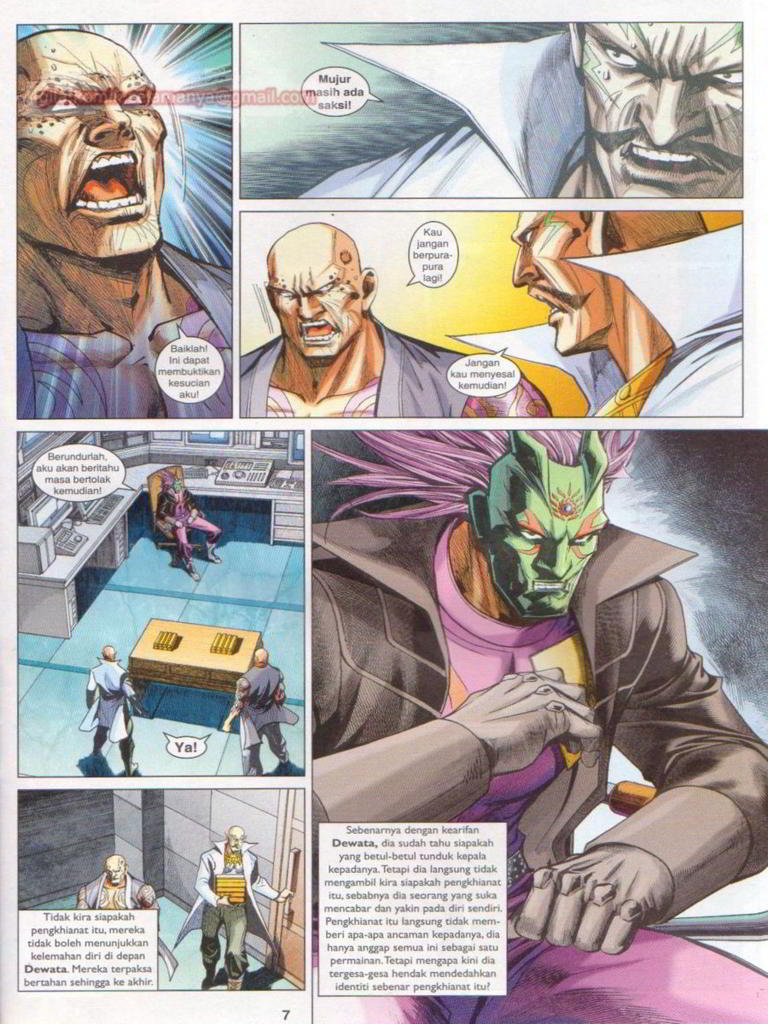 Mujur
masih ada
saksi!
Baiklah!
Ini dapat
membuktikan
kesucian
aku!
Kau
jangan
berpura-
pura
lagi!
Jangan
kau menyesal
kemudian!
Berundurlah,
aku akan beritahu
masa bertolak
kemudian!
Ya!
Sebenarnya dengan kearifan
Dewata, dia sudah tahu siapakah
yang betul-betul tunduk kepala
kepadanya. Tetapi dia langsung tidak
mengambil kira siapakah pengkhianat
itu, sebabnya dia seorang yang suka
mencabar dan yakin pada diri sendiri.
Pengkhianat itu langsung tidak mem-
beri apa-apa ancaman kepadanya, dia
hanya anggap semua ini sebagai satu
permainan. Tetapi mengapa kini dia
tergesa-gesa hendak mendedahkan
identiti sebenar pengkhianat itu?
Tidak kira siapakah
pengkhianat itu, mereka
tidak boleh menunjukkan
kelemahan diri di depan
Dewata. Mereka terpaksa
bertahan sehingga ke akhir.
7